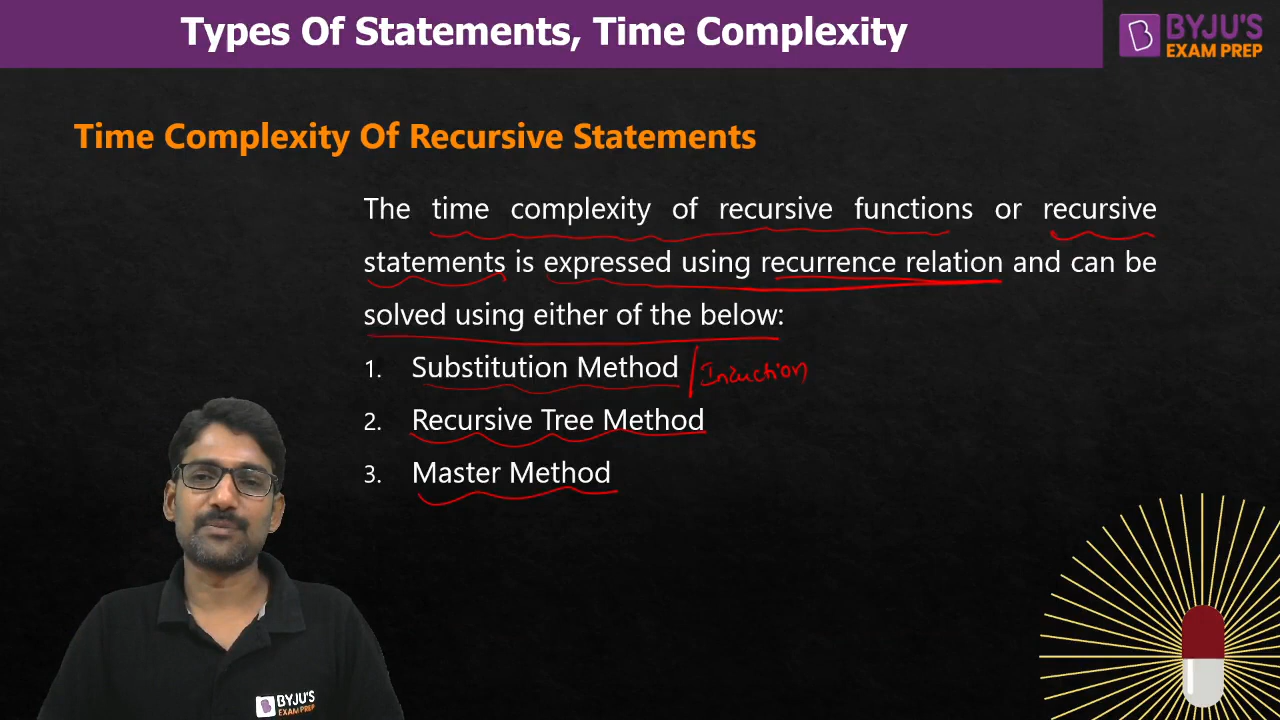 Types Of Statements, Time Complexity
BYJU'S
EXAM PREP
Time Complexity Of Recursive Statements
The time complexity of recursive functions or recursive
statements is expressed using recurrence relation and can be
solved using either of the below:
1. Substitution Method | Induction
2. Recursive Tree Method
3. Master Method
BYJU'S
EXAM PREP